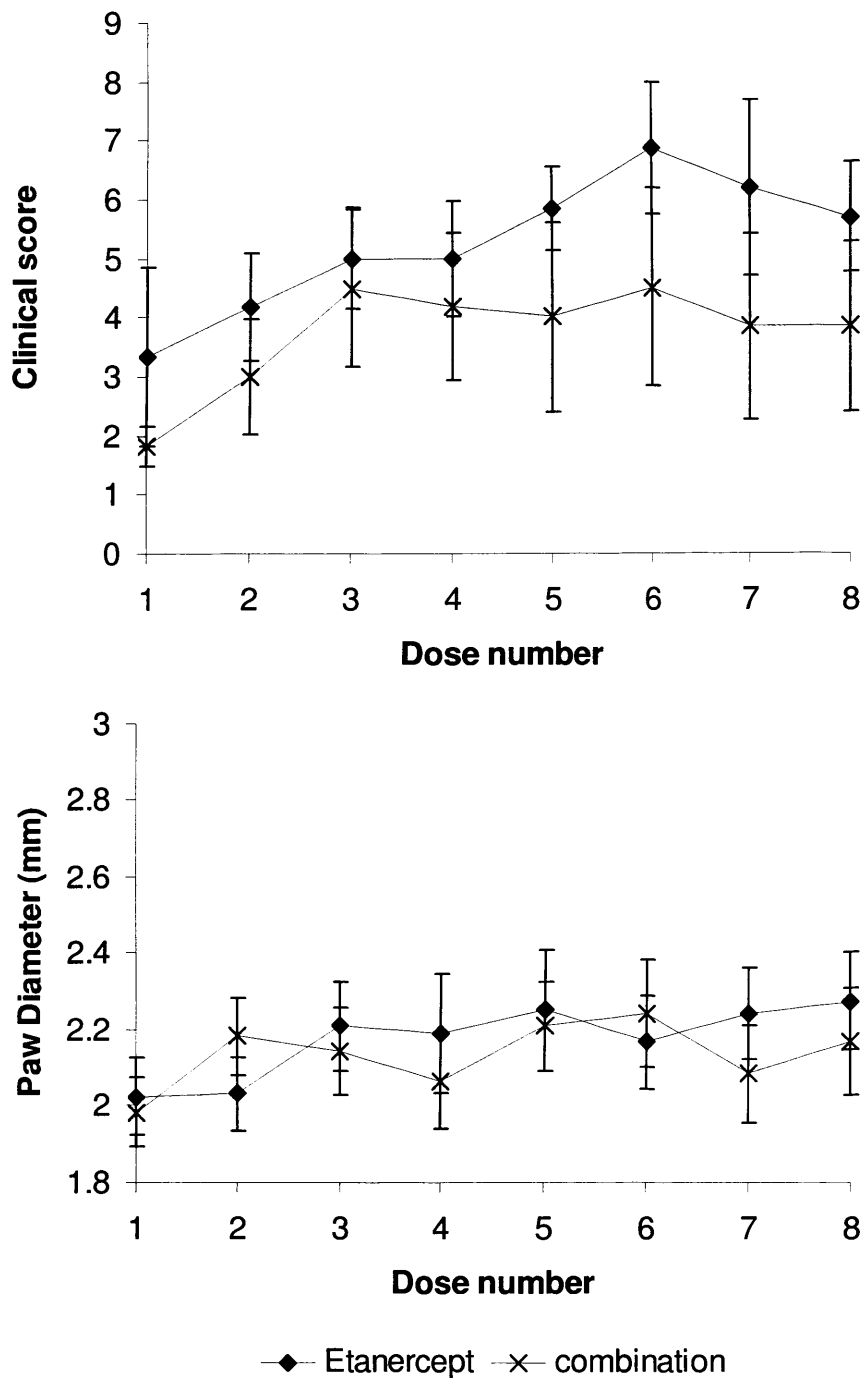 9
8
7
6
5
4
3
2
1
0
Clinical score
1 2 3 4 5 6 7 8
Dose number
3
2.8
2.6
2.4
2.2
2
1.8
Paw Diameter (mm)
1 2 3 4 5 6 7 8
Dose number
Etanercept combination